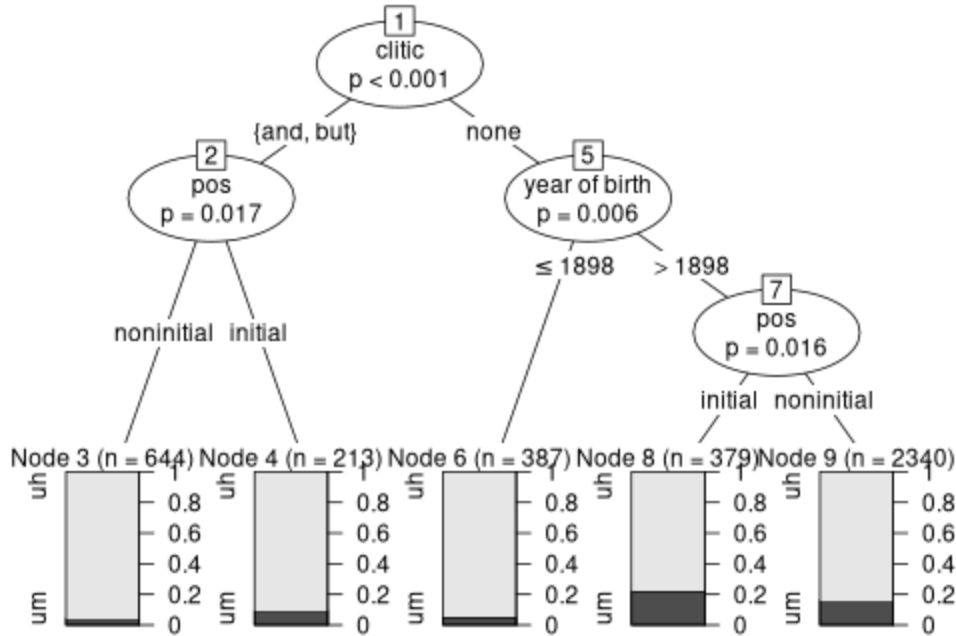 1
clitic
p < 0.001
{and, but}
none
2
pos
p = 0.017
5
year of birth
p = 0.006
≤ 1898
> 1898
7
pos
p = 0.016
noninitial
initial
initial
noninitial
Node 3 (n = 644)
uh
um
1
0.8
0.6
0.4
0.2
0
Node 4 (n = 213)
uh
um
1
0.8
0.6
0.4
0.2
0
Node 6 (n = 387)
uh
um
1
0.8
0.6
0.4
0.2
0
Node 8 (n = 379)
uh
um
1
0.8
0.6
0.4
0.2
0
Node 9 (n = 2340)
uh
um
1
0.8
0.6
0.4
0.2
0